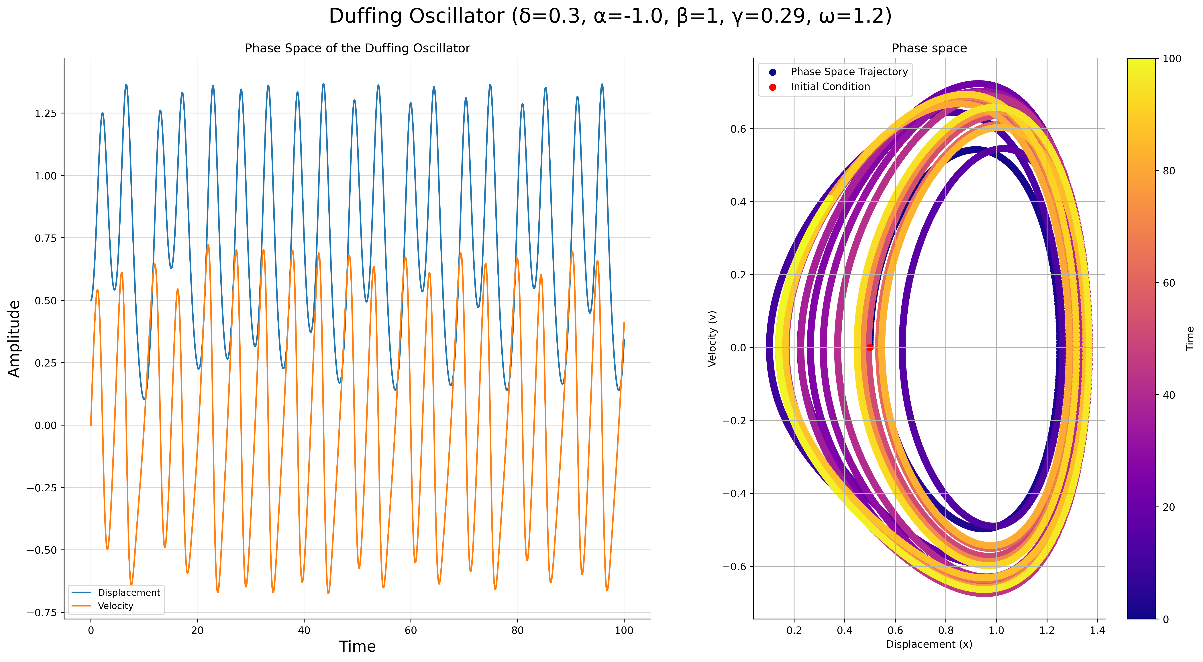 Duffing Oscillator (δ=0.3, α=-1.0, β=1, γ=0.29, ω=1.2)
Phase Space of the Duffing Oscillator
Amplitude
1.25
1.00
0.75
0.50
0.25
0.00
−0.25
−0.50
−0.75
Displacement
Velocity
0
20
40
60
80
100
Time
Phase space
Phase Space Trajectory
Initial Condition
Velocity (v)
0.6
0.4
0.2
0.0
−0.2
−0.4
−0.6
0.2
0.4
0.6
0.8
1.0
1.2
1.4
Displacement (x)
100
80
60
40
20
0
Time